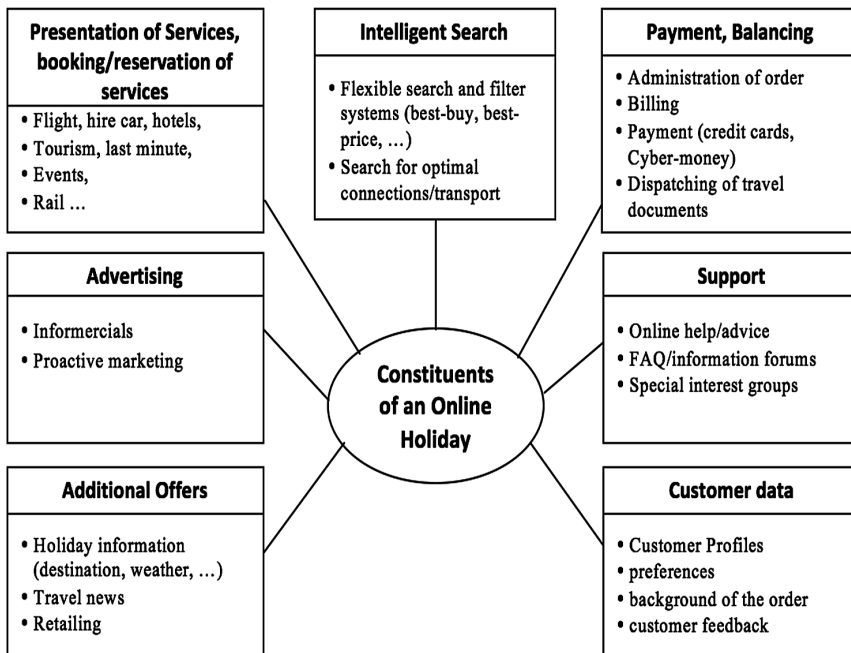 Presentation of Services,
booking/reservation of
services
• Flight, hire car, hotels,
• Tourism, last minute,
• Events,
• Rail ...
Intelligent Search
• Flexible search and filter
systems (best-buy, best-
price, ...)
• Search for optimal
connections/transport
Payment, Balancing
• Administration of order
• Billing
• Payment (credit cards,
Cyber-money)
• Dispatching of travel
documents
Advertising
• Informercials
• Proactive marketing
Constituents
of an Online
Holiday
Support
• Online help/advice
• FAQ/information forums
• Special interest groups
Additional Offers
• Holiday information
(destination, weather, ...)
• Travel news
• Retailing
Customer data
• Customer Profiles
• preferences
• background of the order
• customer feedback